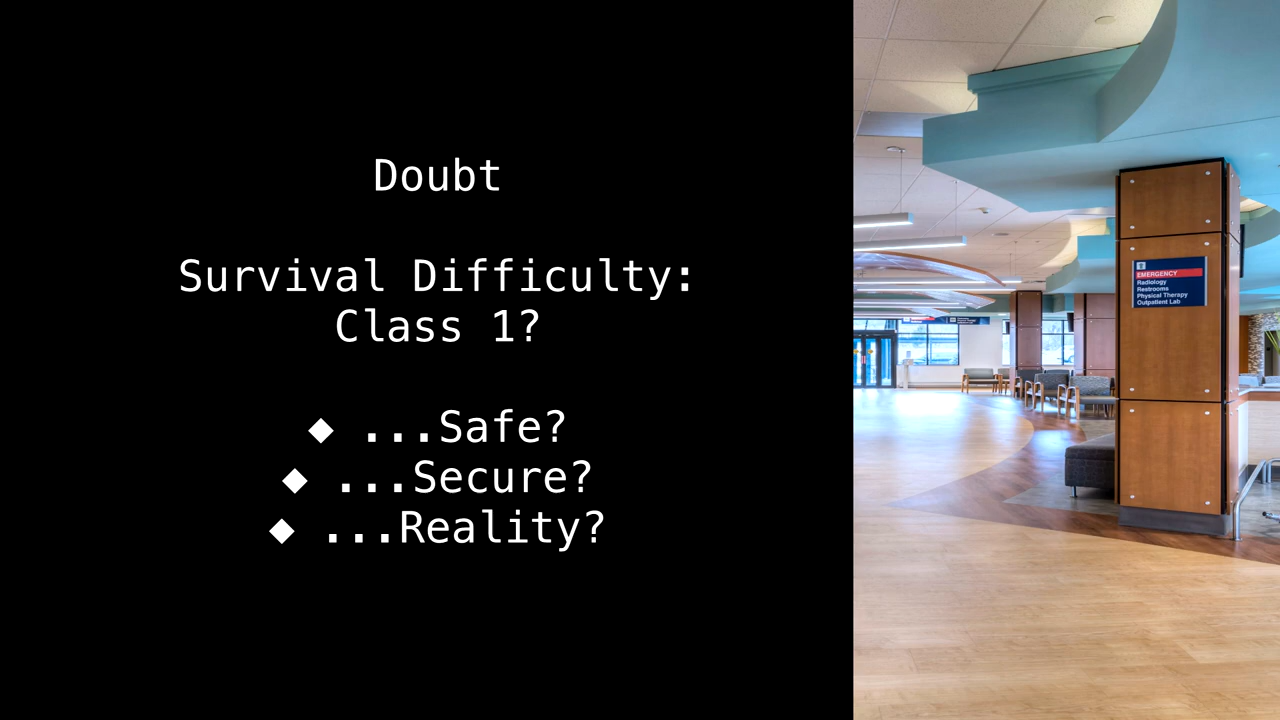 Doubt
Survival Difficulty:
Class 1?
◆ ...Safe?
◆ ...Secure?
◆ ...Reality?
EMERGENCY
Radiology
Restrooms
Physical Therapy
Outpatient Lab